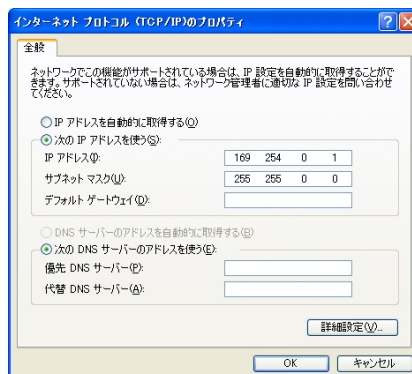 インターネット プロトコル (TCP/IP)のプロパティ
全般
ネットワークでこの機能がサポートされている場合は、IP 設定を自動的に取得することがで
きます。サポートされていない場合は、ネットワーク管理者に適切な IP 設定を問い合わせ
てください。
IP アドレスを自動的に取得する(O)
次の IP アドレスを使う(S):
IP アドレス(I): 169 254 0 1
サブネット マスク(U): 255 255 0 0
デフォルト ゲートウェイ(D):
DNS サーバーのアドレスを自動的に取得する(B)
次の DNS サーバーのアドレスを使う(E):
優先 DNS サーバー(P):
代替 DNS サーバー(A):
詳細設定(V)...
OK キャンセル